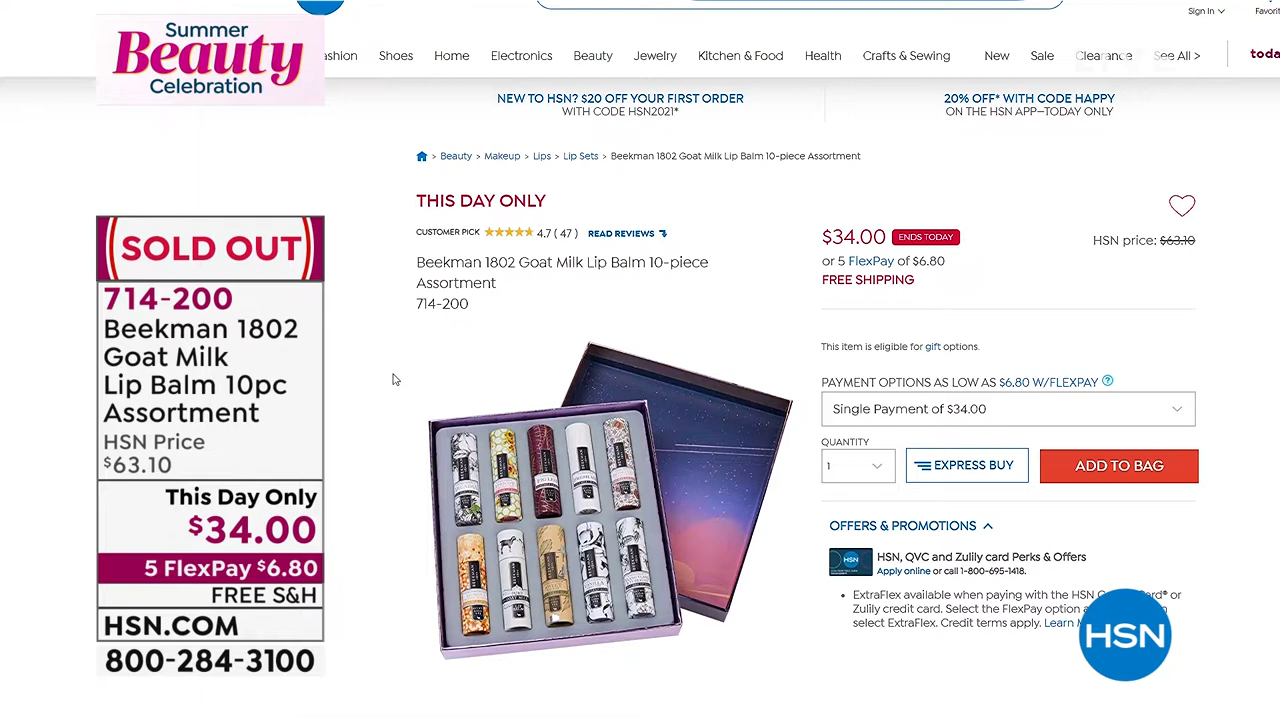 Summer
Beauty
Celebration
Sign In
Favorit
ashion
Shoes
Home
Electronics
Beauty
Jewelry
Kitchen & Food
Health
Crafts & Sewing
New
Sale
Clearance
See All >
toda
NEW TO HSN? $20 OFF YOUR FIRST ORDER
WITH CODE HSN2021*
20% OFF* WITH CODE HAPPY
ON THE HSN APP—TODAY ONLY
> Beauty > Makeup > Lips > Lip Sets > Beekman 1802 Goat Milk Lip Balm 10-piece Assortment
THIS DAY ONLY
CUSTOMER PICK 4.7 ( 47 ) READ REVIEWS
Beekman 1802 Goat Milk Lip Balm 10-piece
Assortment
714-200
$34.00 ENDS TODAY
HSN price: $63.10
or 5 FlexPay of $6.80
FREE SHIPPING
This item is eligible for gift options.
PAYMENT OPTIONS AS LOW AS $6.80 W/FLEXPAY ?
Single Payment of $34.00
QUANTITY
1
EXPRESS BUY
ADD TO BAG
OFFERS & PROMOTIONS
HSN
HSN, QVC and Zulily card Perks & Offers
Apply online or call 1-800-695-1418.
• ExtraFlex available when paying with the HSN
Zulily credit card. Select the FlexPay option
select ExtraFlex. Credit terms apply. Learn
HSN
SOLD OUT
714-200
Beekman 1802
Goat Milk
Lip Balm 10pc
Assortment
HSN Price
$63.10
This Day Only
$34.00
5 FlexPay $6.80
FREE S&H
HSN.COM
800-284-3100